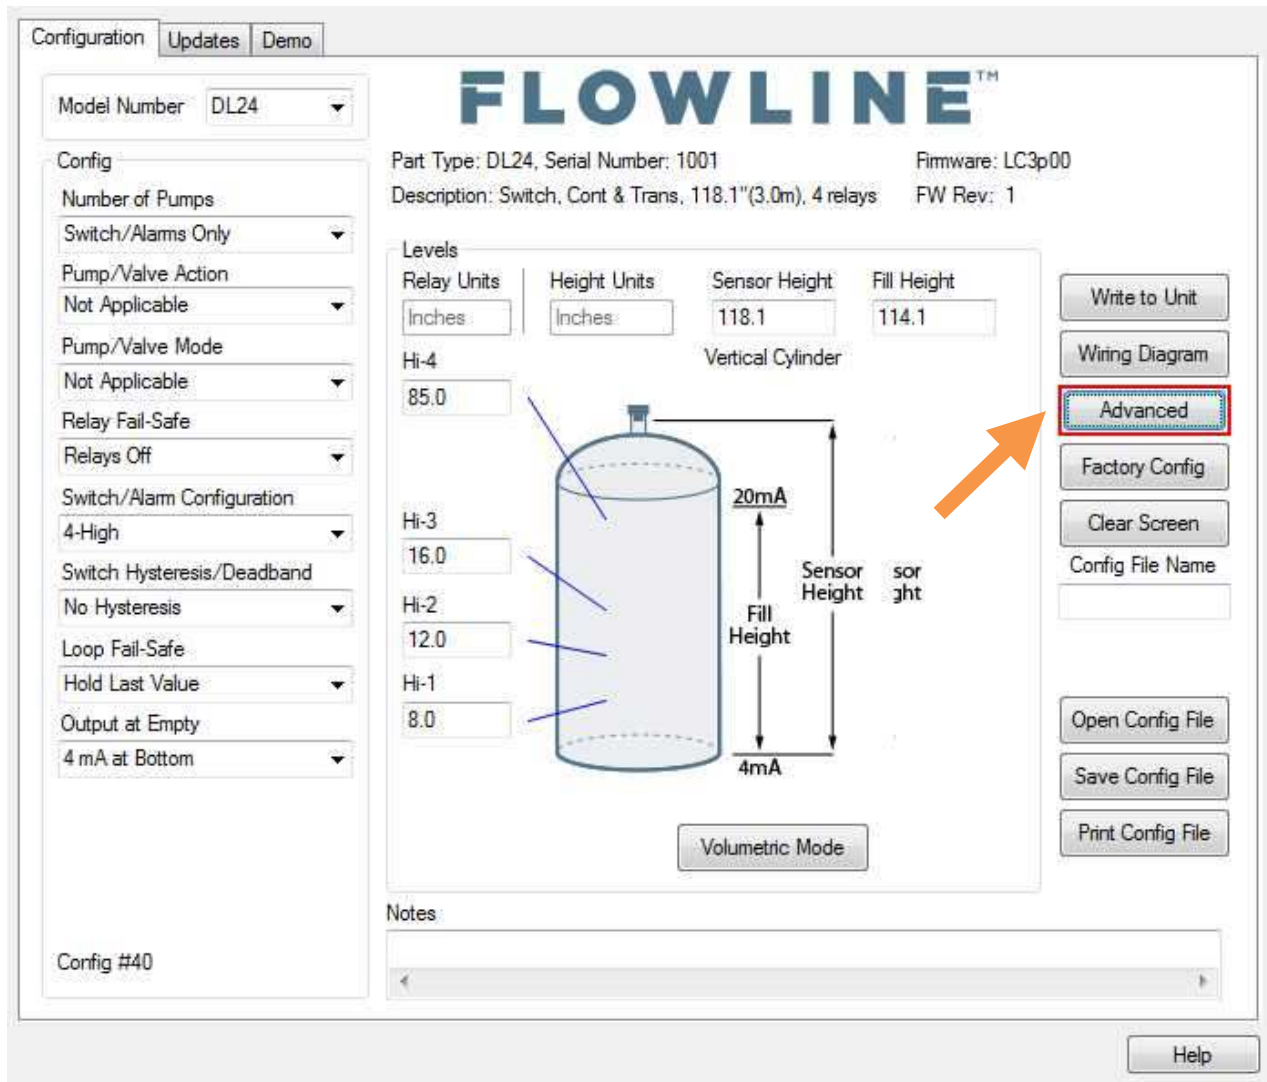 Configuration Updates Demo
Model Number DL24
FLOWLINE™
Part Type: DL24, Serial Number: 1001 Firmware: LC3p00
Description: Switch, Cont & Trans, 118.1"(3.0m), 4 relays FW Rev: 1
Config
Number of Pumps
Switch/Alarms Only
Pump/Valve Action
Not Applicable
Pump/Valve Mode
Not Applicable
Relay Fail-Safe
Relays Off
Switch/Alarm Configuration
4-High
Switch Hysteresis/Deadband
No Hysteresis
Loop Fail-Safe
Hold Last Value
Output at Empty
4 mA at Bottom
Config #40
Levels
Relay Units Height Units Sensor Height Fill Height
Inches Inches 118.1 114.1
Hi-4
85.0
Vertical Cylinder
Hi-3
16.0
Hi-2
12.0
Hi-1
8.0
20mA
Sensor
Height
sor
ght
Fill
Height
4mA
Volumetric Mode
Notes
Write to Unit
Wiring Diagram
Advanced
Factory Config
Clear Screen
Config File Name
Open Config File
Save Config File
Print Config File
Help